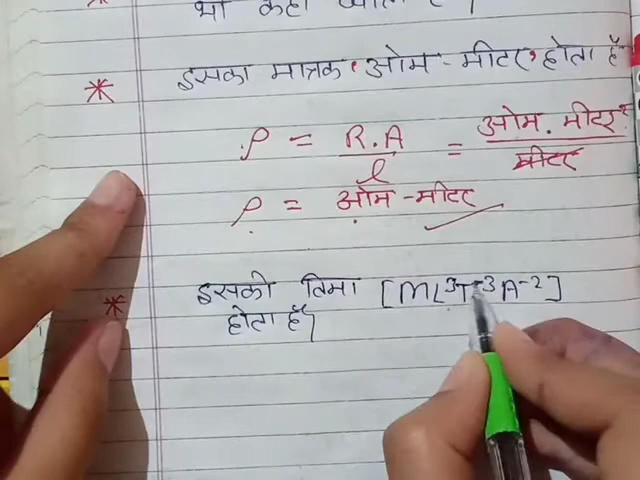 * इसका मात्रक 'ओम-मीटर' होता है
ρ = R.A / l = ओम . मीटर² / मीटर
ρ = ओम-मीटर ✓
* इसकी विमा [ML³T⁻³A⁻²]
होता है।